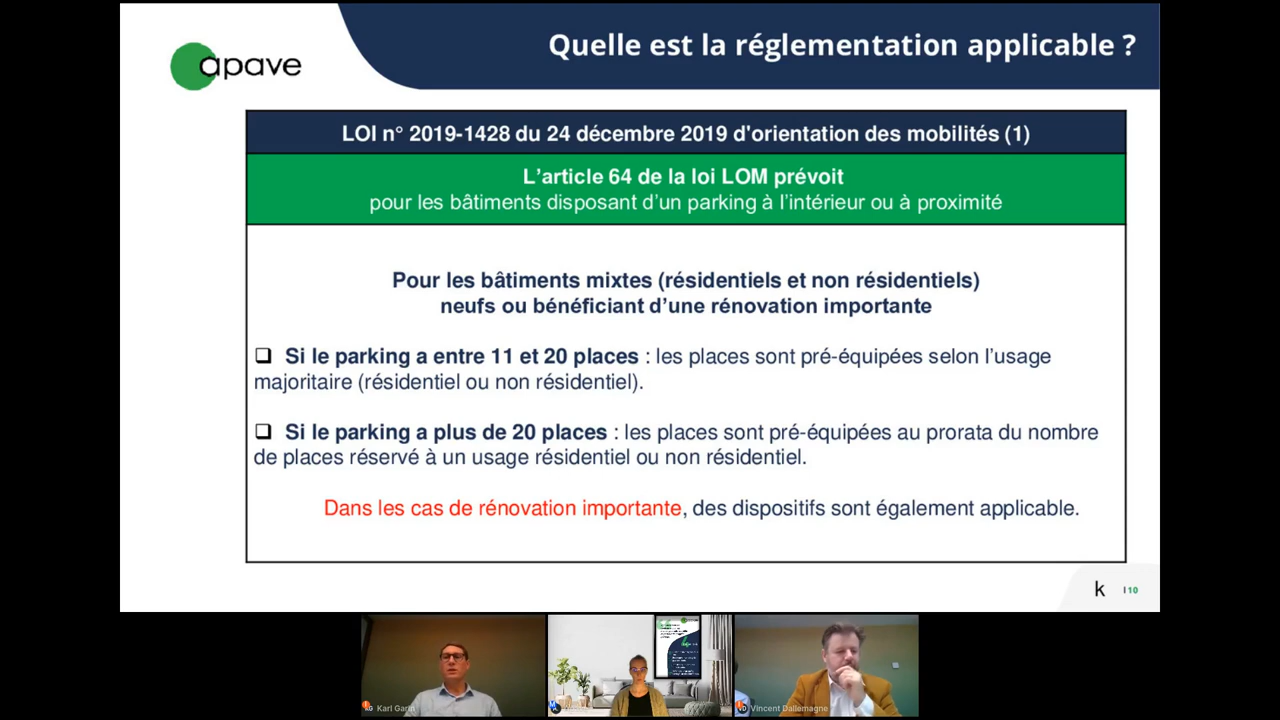 apave
Quelle est la réglementation applicable ?
LOI n° 2019-1428 du 24 décembre 2019 d'orientation des mobilités (1)
L’article 64 de la loi LOM prévoit
pour les bâtiments disposant d’un parking à l’intérieur ou à proximité
Pour les bâtiments mixtes (résidentiels et non résidentiels)
neufs ou bénéficiant d’une rénovation importante
❑ Si le parking a entre 11 et 20 places : les places sont pré-équipées selon l’usage
majoritaire (résidentiel ou non résidentiel).
❑ Si le parking a plus de 20 places : les places sont pré-équipées au prorata du nombre
de places réservé à un usage résidentiel ou non résidentiel.
Dans les cas de rénovation importante, des dispositifs sont également applicable.
k
10
Karl Garin
Vincent Dallemagne